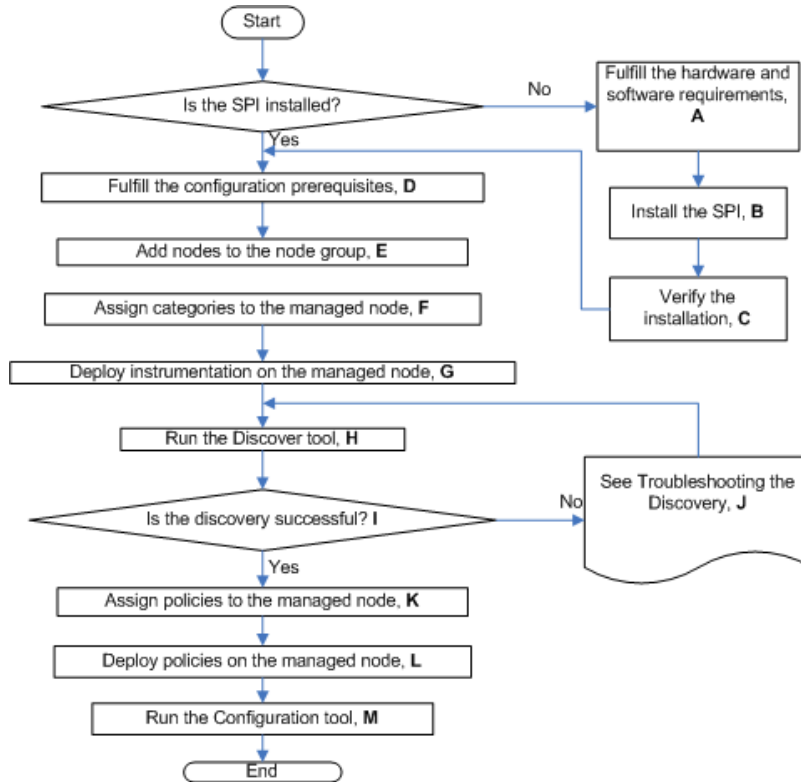 Start
Is the SPI installed?
No
Fulfill the hardware and
software requirements,
A
Yes
Fulfill the configuration prerequisites, D
Install the SPI, B
Add nodes to the node group, E
Verify the
installation, C
Assign categories to the managed node, F
Deploy instrumentation on the managed node, G
Run the Discover tool, H
Is the discovery successful? I
No
See Troubleshooting the
Discovery, J
Yes
Assign policies to the managed node, K
Deploy policies on the managed node, L
Run the Configuration tool, M
End